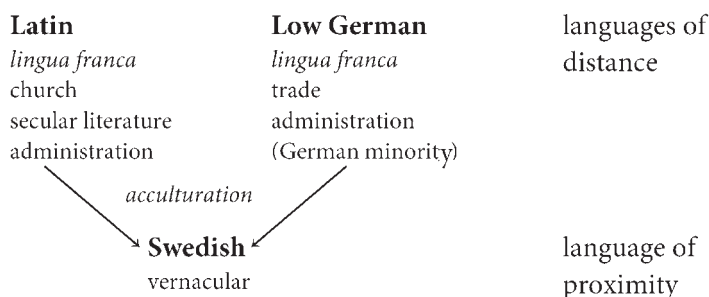 Latin
lingua franca
church
secular literature
administration
Low German
lingua franca
trade
administration
(German minority)
languages of
distance
acculturation
Swedish
vernacular
language of
proximity